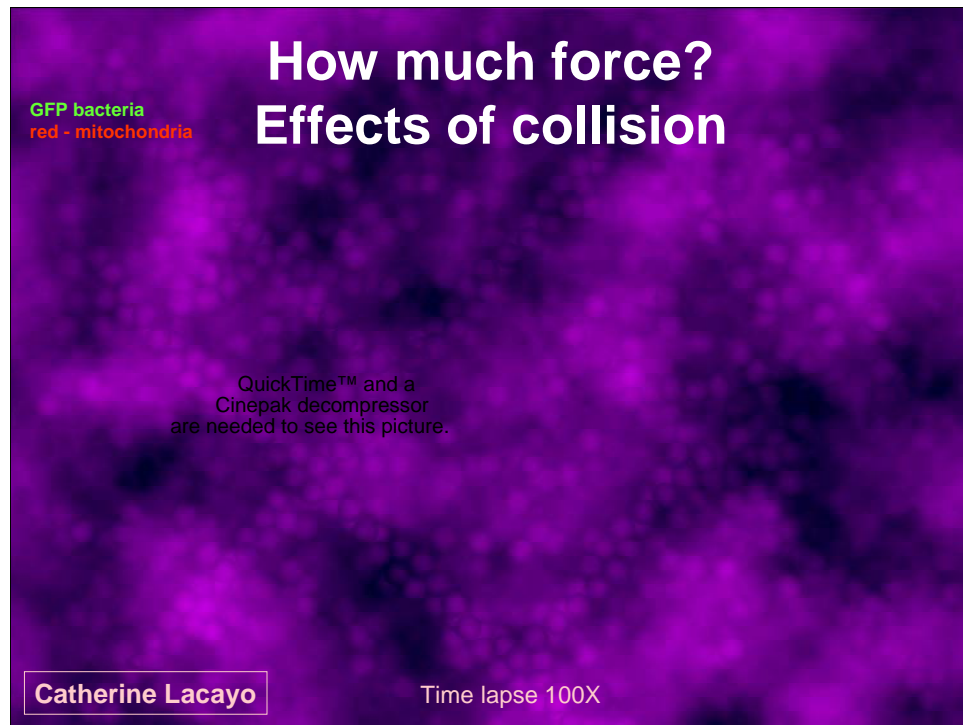 How much force?
Effects of collision
GFP bacteria
red - mitochondria
QuickTime™ and a
Cinepak decompressor
are needed to see this picture.
Catherine Lacayo
Time lapse 100X